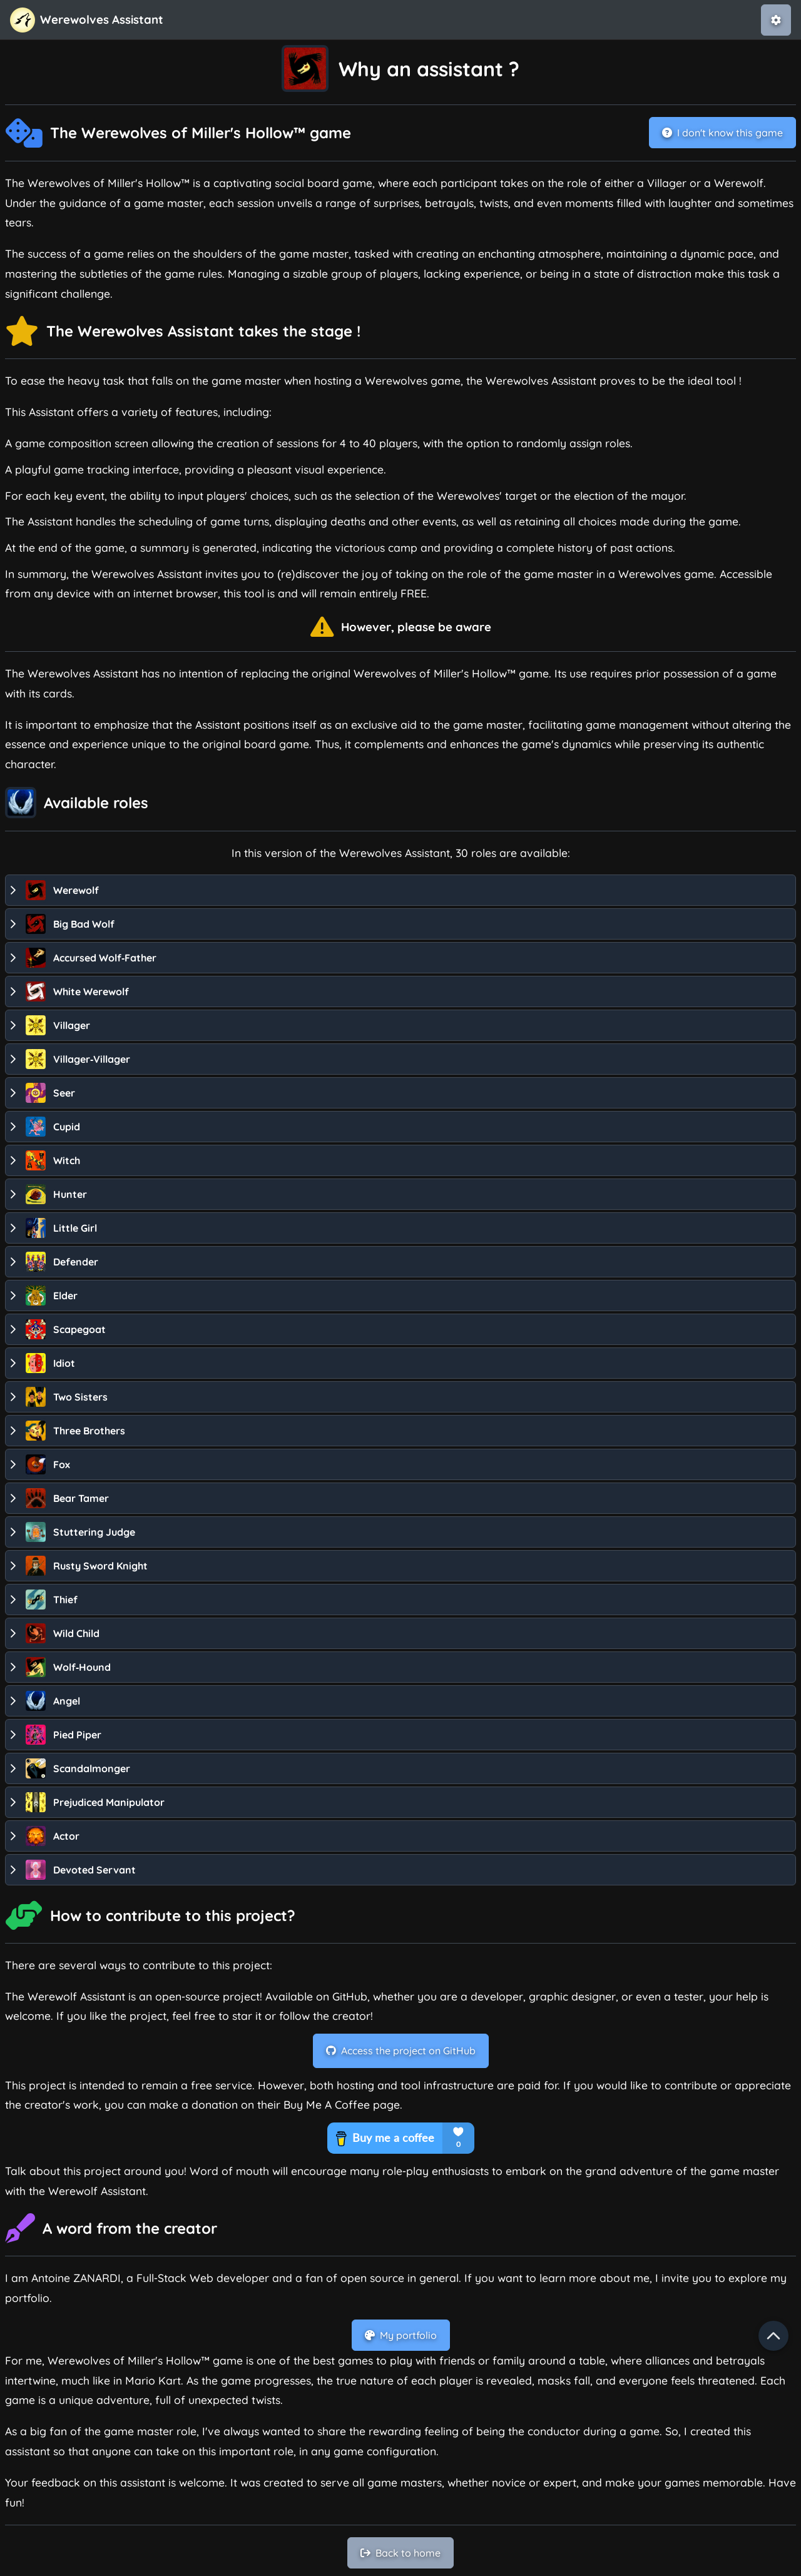 Werewolves Assistant
Why an assistant ?
The Werewolves of Miller's Hollow™ game
I don't know this game
The Werewolves of Miller's Hollow™ is a captivating social board game, where each participant takes on the role of either a Villager or a Werewolf.
Under the guidance of a game master, each session unveils a range of surprises, betrayals, twists, and even moments filled with laughter and sometimes
tears.
The success of a game relies on the shoulders of the game master, tasked with creating an enchanting atmosphere, maintaining a dynamic pace, and
mastering the subtleties of the game rules. Managing a sizable group of players, lacking experience, or being in a state of distraction make this task a
significant challenge.
The Werewolves Assistant takes the stage !
To ease the heavy task that falls on the game master when hosting a Werewolves game, the Werewolves Assistant proves to be the ideal tool !
This Assistant offers a variety of features, including:
A game composition screen allowing the creation of sessions for 4 to 40 players, with the option to randomly assign roles.
A playful game tracking interface, providing a pleasant visual experience.
For each key event, the ability to input players' choices, such as the selection of the Werewolves' target or the election of the mayor.
The Assistant handles the scheduling of game turns, displaying deaths and other events, as well as retaining all choices made during the game.
At the end of the game, a summary is generated, indicating the victorious camp and providing a complete history of past actions.
In summary, the Werewolves Assistant invites you to (re)discover the joy of taking on the role of the game master in a Werewolves game. Accessible
from any device with an internet browser, this tool is and will remain entirely FREE.
However, please be aware
The Werewolves Assistant has no intention of replacing the original Werewolves of Miller's Hollow™ game. Its use requires prior possession of a game
with its cards.
It is important to emphasize that the Assistant positions itself as an exclusive aid to the game master, facilitating game management without altering the
essence and experience unique to the original board game. Thus, it complements and enhances the game's dynamics while preserving its authentic
character.
Available roles
In this version of the Werewolves Assistant, 30 roles are available:
Werewolf
Big Bad Wolf
Accursed Wolf-Father
White Werewolf
Villager
Villager-Villager
Seer
Cupid
Witch
Hunter
Little Girl
Defender
Elder
Scapegoat
Idiot
Two Sisters
Three Brothers
Fox
Bear Tamer
Stuttering Judge
Rusty Sword Knight
Thief
Wild Child
Wolf-Hound
Angel
Pied Piper
Scandalmonger
Prejudiced Manipulator
Actor
Devoted Servant
How to contribute to this project?
There are several ways to contribute to this project:
The Werewolf Assistant is an open-source project! Available on GitHub, whether you are a developer, graphic designer, or even a tester, your help is
welcome. If you like the project, feel free to star it or follow the creator!
Access the project on GitHub
This project is intended to remain a free service. However, both hosting and tool infrastructure are paid for. If you would like to contribute or appreciate
the creator's work, you can make a donation on their Buy Me A Coffee page.
Buy me a coffee
0
Talk about this project around you! Word of mouth will encourage many role-play enthusiasts to embark on the grand adventure of the game master
with the Werewolf Assistant.
A word from the creator
I am Antoine ZANARDI, a Full-Stack Web developer and a fan of open source in general. If you want to learn more about me, I invite you to explore my
portfolio.
My portfolio
For me, Werewolves of Miller's Hollow™ game is one of the best games to play with friends or family around a table, where alliances and betrayals
intertwine, much like in Mario Kart. As the game progresses, the true nature of each player is revealed, masks fall, and everyone feels threatened. Each
game is a unique adventure, full of unexpected twists.
As a big fan of the game master role, I've always wanted to share the rewarding feeling of being the conductor during a game. So, I created this
assistant so that anyone can take on this important role, in any game configuration.
Your feedback on this assistant is welcome. It was created to serve all game masters, whether novice or expert, and make your games memorable. Have
fun!
Back to home